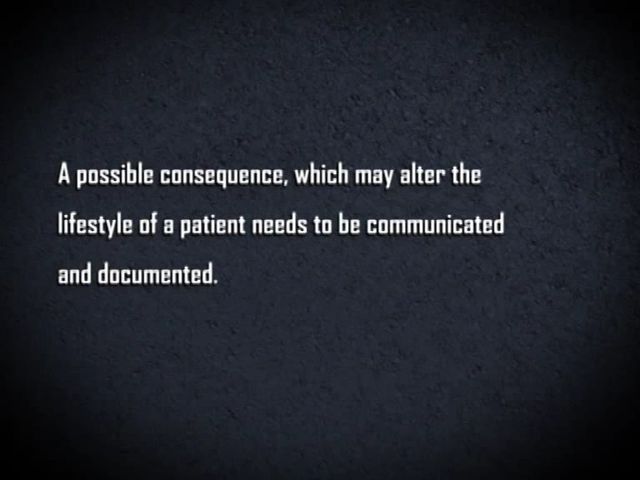 A possible consequence, which may alter the
lifestyle of a patient needs to be communicated
and documented.